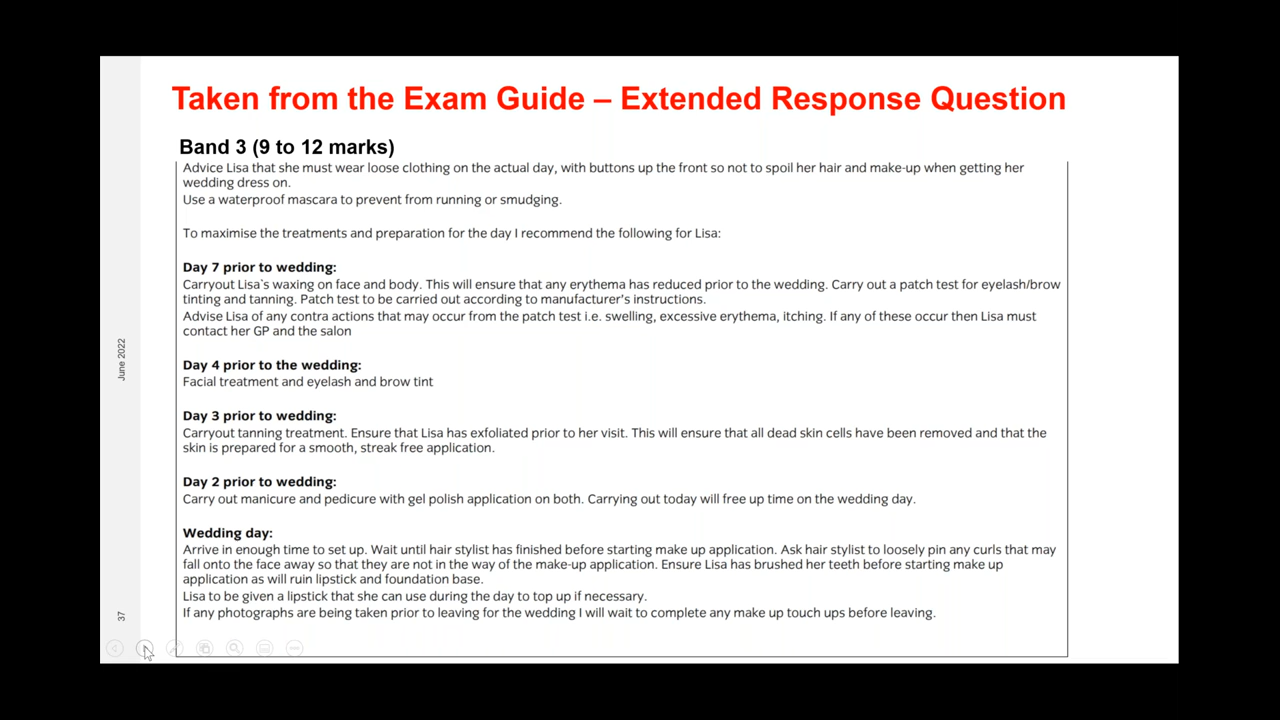 Taken from the Exam Guide – Extended Response Question
Band 3 (9 to 12 marks)
Advice Lisa that she must wear loose clothing on the actual day, with buttons up the front so not to spoil her hair and make-up when getting her
wedding dress on.
Use a waterproof mascara to prevent from running or smudging.
To maximise the treatments and preparation for the day I recommend the following for Lisa:
Day 7 prior to wedding:
Carryout Lisa`s waxing on face and body. This will ensure that any erythema has reduced prior to the wedding. Carry out a patch test for eyelash/brow
tinting and tanning. Patch test to be carried out according to manufacturer's instructions.
Advise Lisa of any contra actions that may occur from the patch test i.e. swelling, excessive erythema, itching. If any of these occur then Lisa must
contact her GP and the salon
Day 4 prior to the wedding:
Facial treatment and eyelash and brow tint
Day 3 prior to wedding:
Carryout tanning treatment. Ensure that Lisa has exfoliated prior to her visit. This will ensure that all dead skin cells have been removed and that the
skin is prepared for a smooth, streak free application.
Day 2 prior to wedding:
Carry out manicure and pedicure with gel polish application on both. Carrying out today will free up time on the wedding day.
Wedding day:
Arrive in enough time to set up. Wait until hair stylist has finished before starting make up application. Ask hair stylist to loosely pin any curls that may
fall onto the face away so that they are not in the way of the make-up application. Ensure Lisa has brushed her teeth before starting make up
application as will ruin lipstick and foundation base.
Lisa to be given a lipstick that she can use during the day to top up if necessary.
If any photographs are being taken prior to leaving for the wedding I will wait to complete any make up touch ups before leaving.
June 2022
37